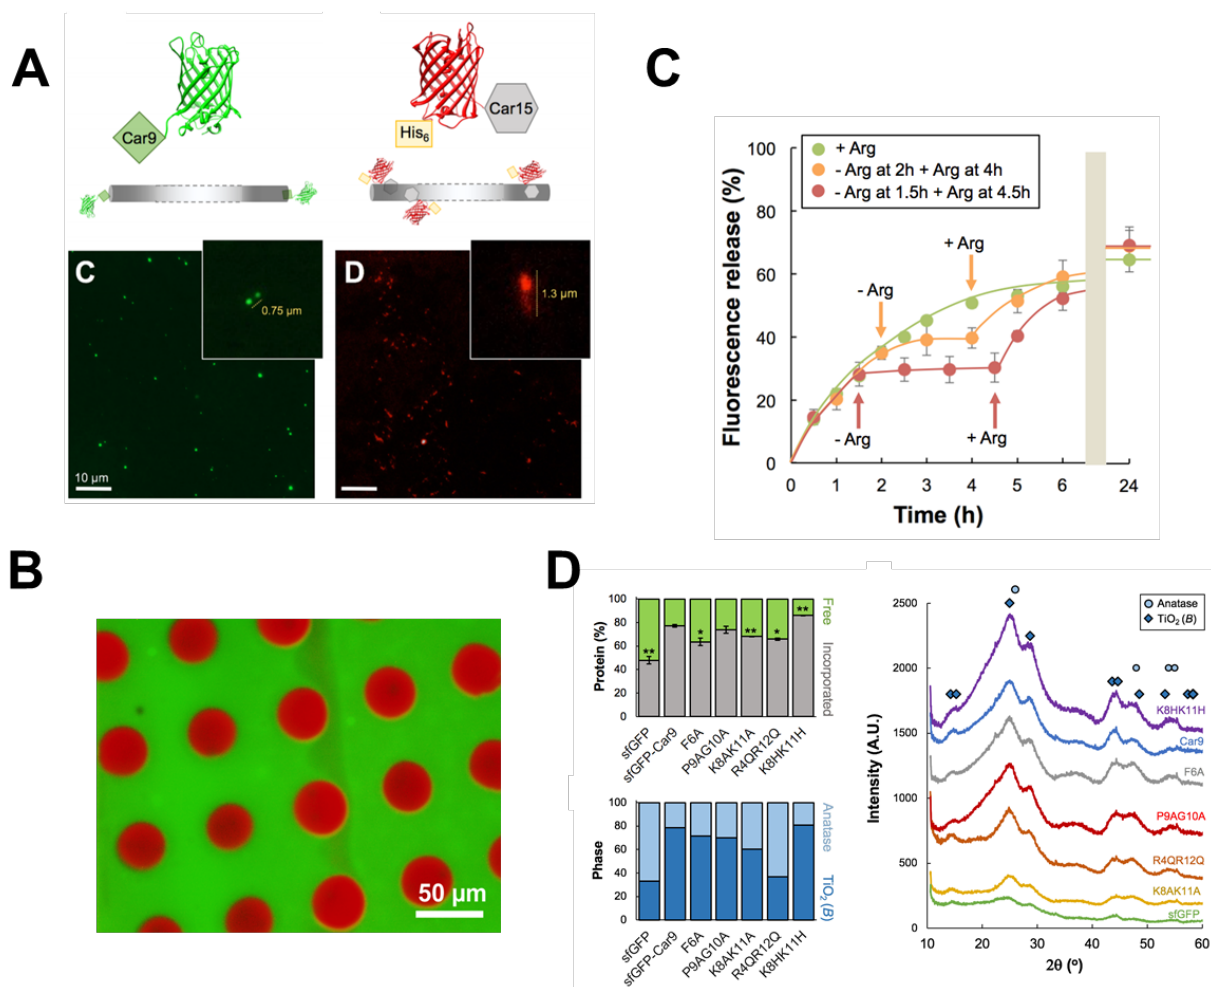 A
Car9
His6
Car15
C
0.75 µm
10 µm
D
1.3 µm
B
50 µm
C
+ Arg
- Arg at 2h + Arg at 4h
- Arg at 1.5h + Arg at 4.5h
Fluorescence release (%)
100
80
60
40
20
0
+ Arg
- Arg
- Arg
+ Arg
0 1 2 3 4 5 6 24
Time (h)
D
Protein (%)
100
80
60
40
20
0
** * ** * **
Free
Incorporated
sfGFP
sfGFP-Car9
F6A
P9AG10A
K8AK11A
R4QR12Q
K8HK11H
Phase
100
80
60
40
20
0
Anatase
TiO2 (B)
sfGFP
sfGFP-Car9
F6A
P9AG10A
K8AK11A
R4QR12Q
K8HK11H
Intensity (A.U.)
2500
2000
1500
1000
500
0
Anatase
TiO2 (B)
K8HK11H
Car9
F6A
P9AG10A
R4QR12Q
K8AK11A
sfGFP
10 20 30 40 50 60
2θ (º)